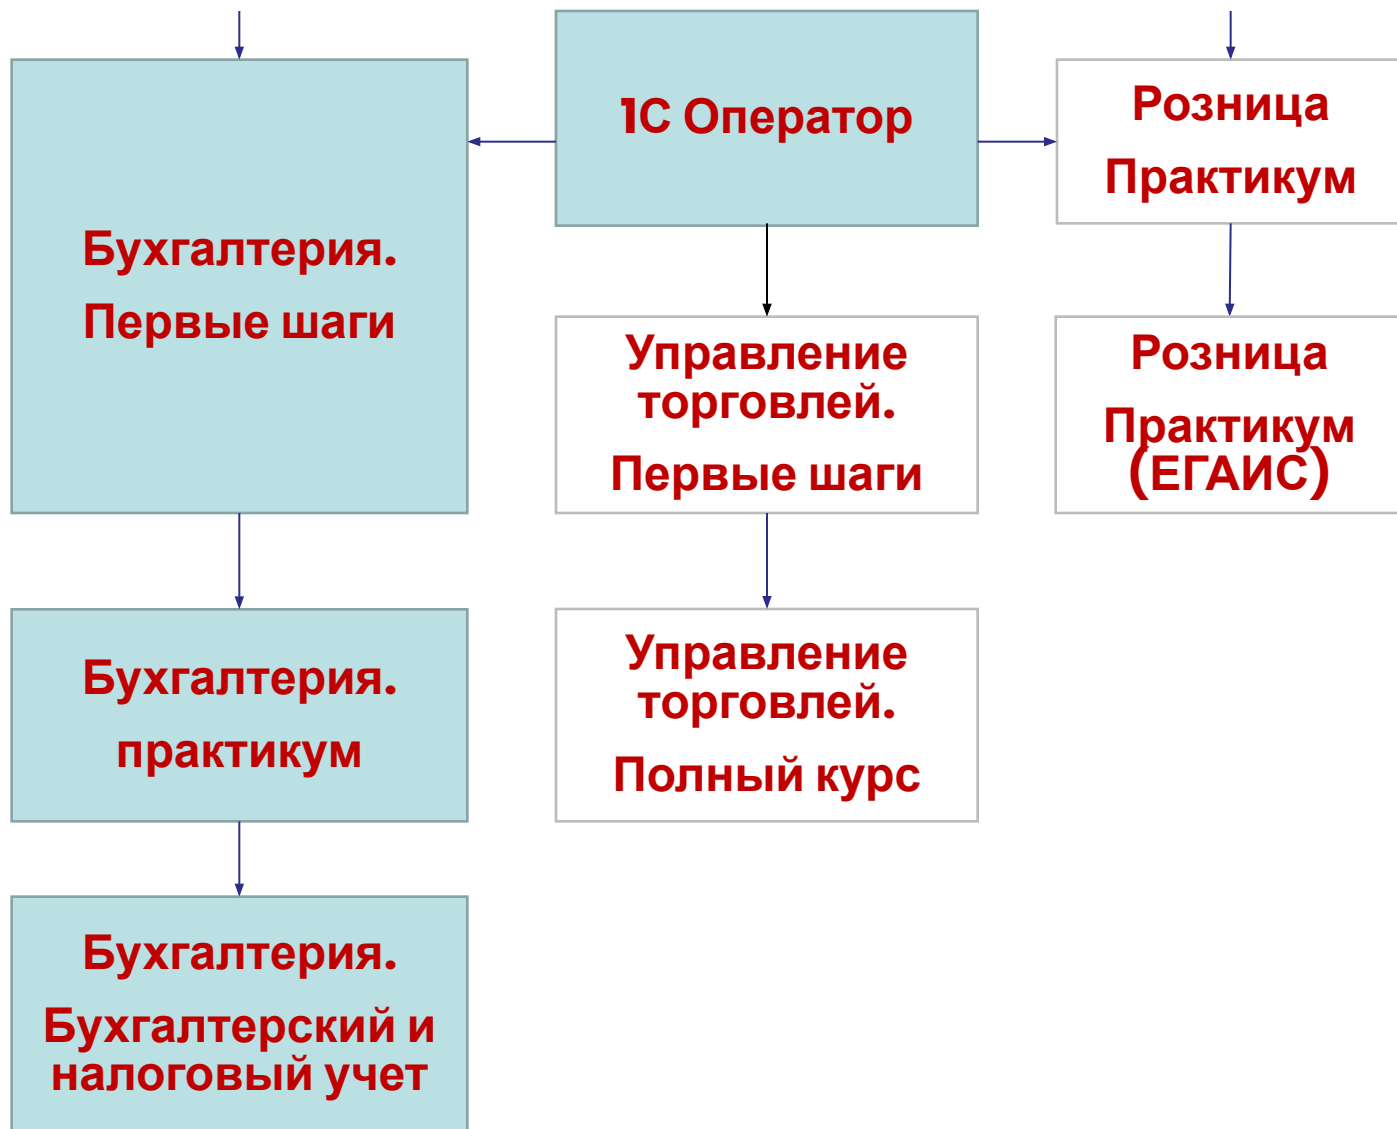 1С Оператор
Розница
Практикум
Бухгалтерия.
Первые шаги
Управление
торговлей.
Первые шаги
Розница
Практикум
(ЕГАИС)
Бухгалтерия.
практикум
Управление
торговлей.
Полный курс
Бухгалтерия.
Бухгалтерский и
налоговый учет